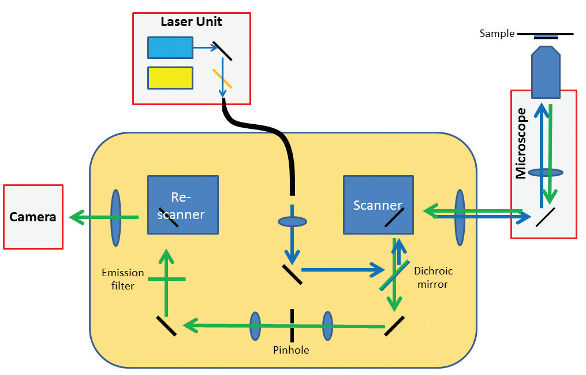 Laser Unit
Sample
Microscope
Camera
Re-
scanner
Scanner
Emission
filter
Dichroic
mirror
Pinhole